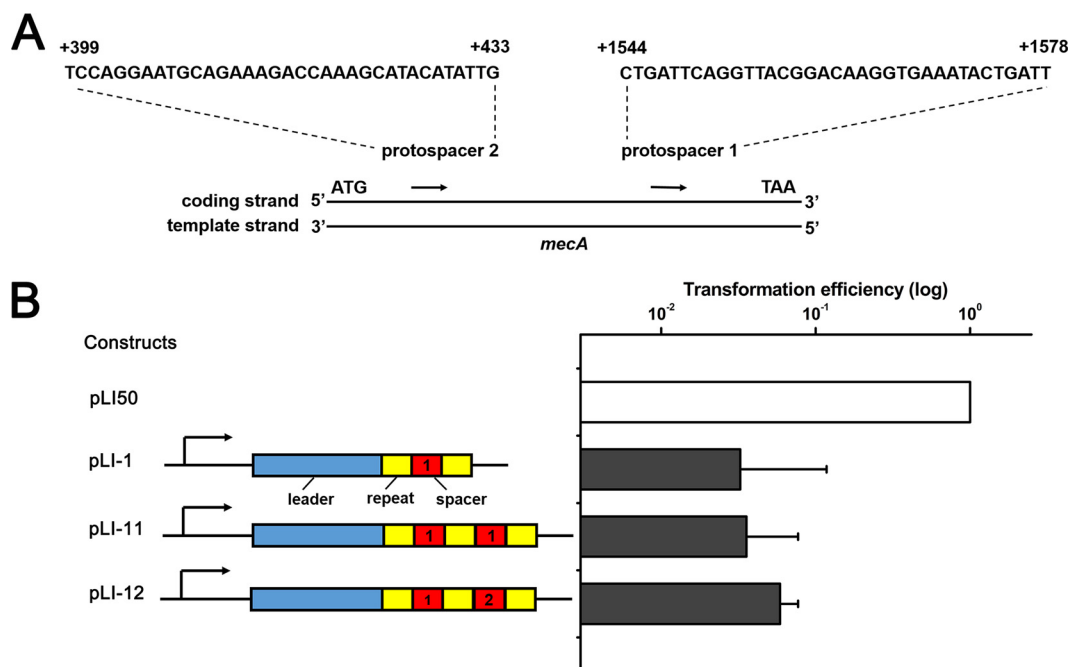 A
+399 +433 +1544 +1578
TCCAGGAATGCAGAAAGACCAAAGCATACATATTG CTGATTCAGGTTACGGACAAGGTGAAATACTGATT
protospacer 2 protospacer 1
ATG TAA
coding strand 5' 3'
template strand 3' 5'
mecA
B
Transformation efficiency (log)
10-2 10-1 100
Constructs
pLI50
pLI-1
1
leader repeat spacer
pLI-11
1 1
pLI-12
1 2